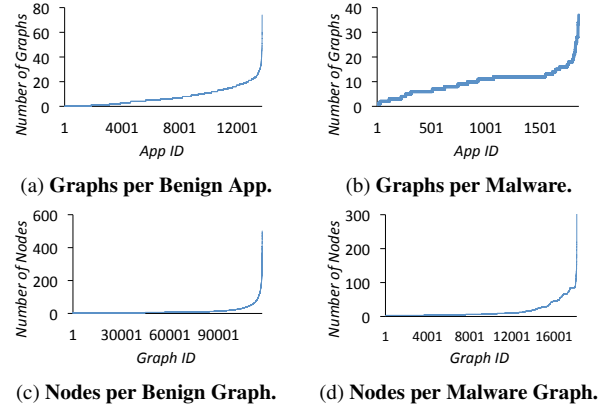 Number of Graphs
80
60
40
20
0
1 4001 8001 12001
App ID
(a) Graphs per Benign App.
Number of Graphs
40
30
20
10
0
1 501 1001 1501
App ID
(b) Graphs per Malware.
Number of Nodes
600
400
200
0
1 30001 60001 90001
Graph ID
(c) Nodes per Benign Graph.
Number of Nodes
300
200
100
0
1 4001 8001 12001 16001
Graph ID
(d) Nodes per Malware Graph.